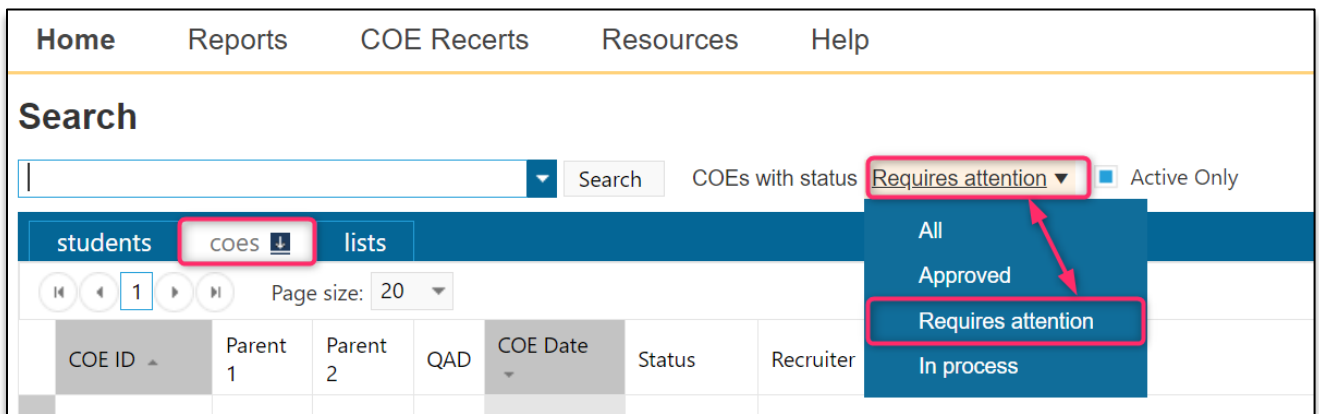 Home Reports COE Recerts Resources Help
Search
Search COEs with status Requires attention ▼ Active Only
students coes lists
All
1 Page size: 20
Approved
Requires attention
COE ID Parent 1 Parent 2 QAD COE Date Status Recruiter
In process